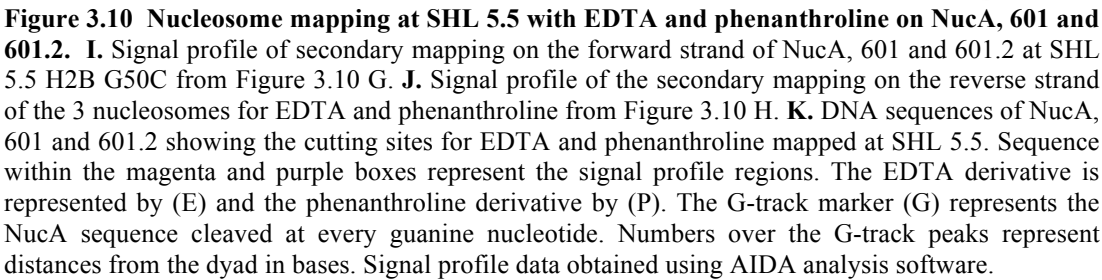 Figure 3.10 Nucleosome mapping at SHL 5.5 with EDTA and phenanthroline on NucA, 601 and
601.2. I. Signal profile of secondary mapping on the forward strand of NucA, 601 and 601.2 at SHL
5.5 H2B G50C from Figure 3.10 G. J. Signal profile of the secondary mapping on the reverse strand
of the 3 nucleosomes for EDTA and phenanthroline from Figure 3.10 H. K. DNA sequences of NucA,
601 and 601.2 showing the cutting sites for EDTA and phenanthroline mapped at SHL 5.5. Sequence
within the magenta and purple boxes represent the signal profile regions. The EDTA derivative is
represented by (E) and the phenanthroline derivative by (P). The G-track marker (G) represents the
NucA sequence cleaved at every guanine nucleotide. Numbers over the G-track peaks represent
distances from the dyad in bases. Signal profile data obtained using AIDA analysis software.